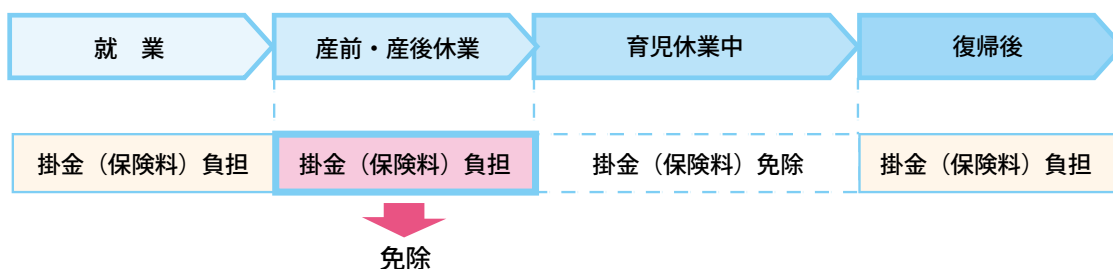 就　業
産前・産後休業
育児休業中
復帰後
掛金（保険料）負担
掛金（保険料）負担
掛金（保険料）免除
掛金（保険料）負担
免除